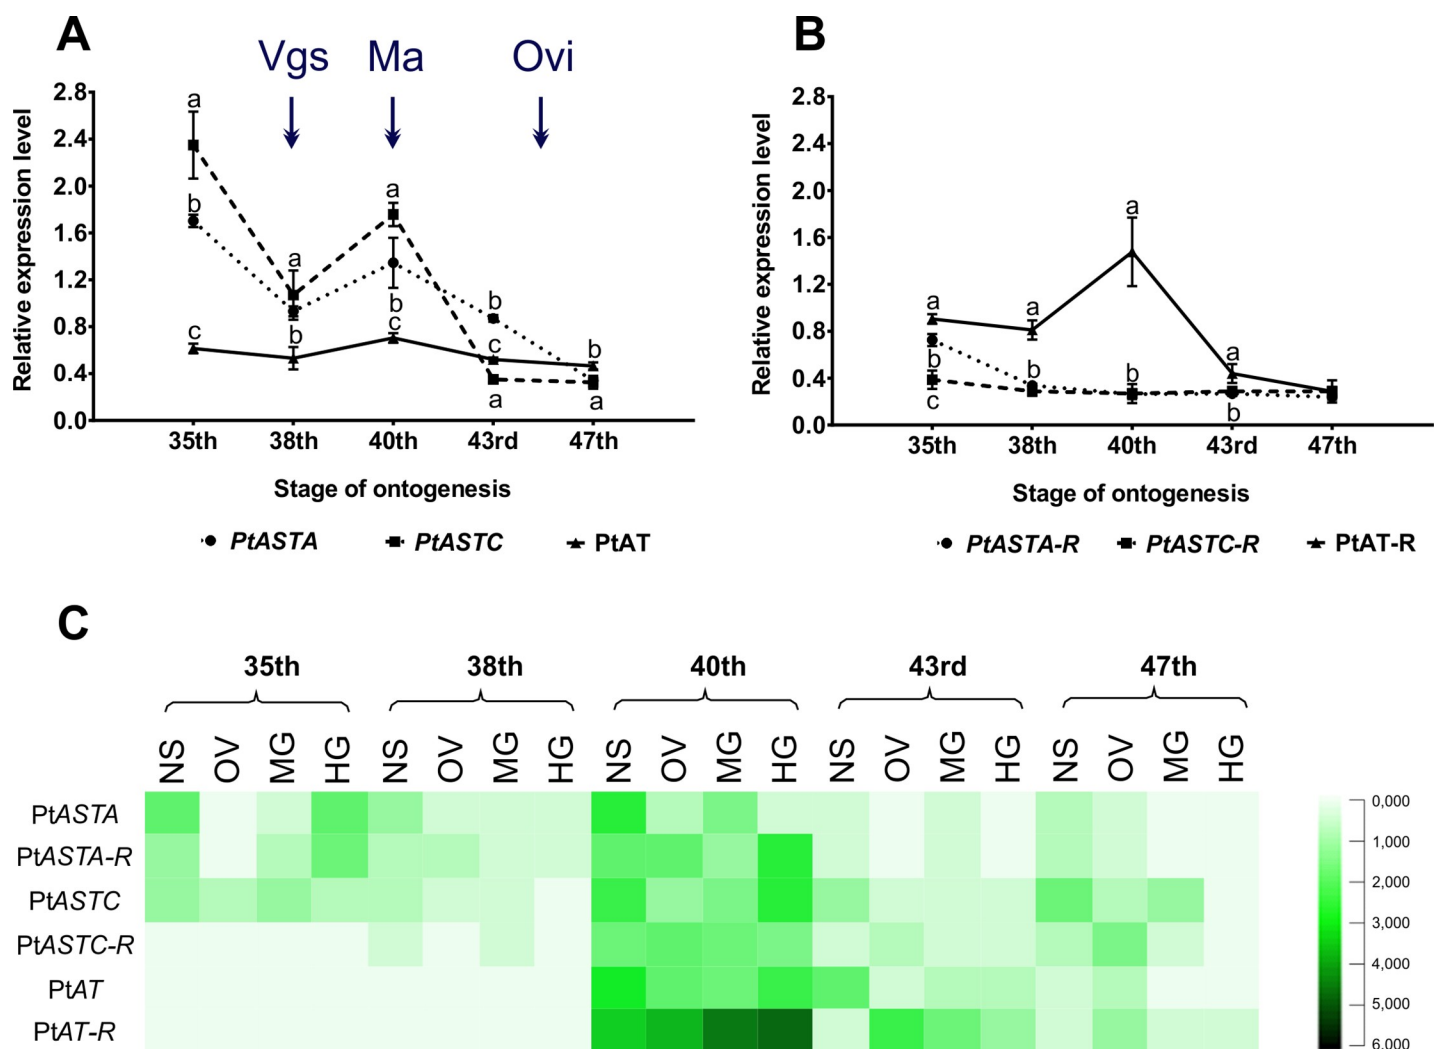 A
Vgs Ma Ovi
Relative expression level
2.8
2.4
2.0
1.6
1.2
0.8
0.4
0.0
a
b
c
a
b
a
b
c
b
c
a
b
a
35th 38th 40th 43rd 47th
Stage of ontogenesis
PtASTA PtASTC PtAT
B
Relative expression level
2.8
2.4
2.0
1.6
1.2
0.8
0.4
0.0
a
b
c
a
b
a
b
a
b
35th 38th 40th 43rd 47th
Stage of ontogenesis
PtASTA-R PtASTC-R PtAT-R
C
35th 38th 40th 43rd 47th
NS OV MG HG NS OV MG HG NS OV MG HG NS OV MG HG NS OV MG HG
PtASTA
PtASTA-R
PtASTC
PtASTC-R
PtAT
PtAT-R
0,000
1,000
2,000
3,000
4,000
5,000
6,000